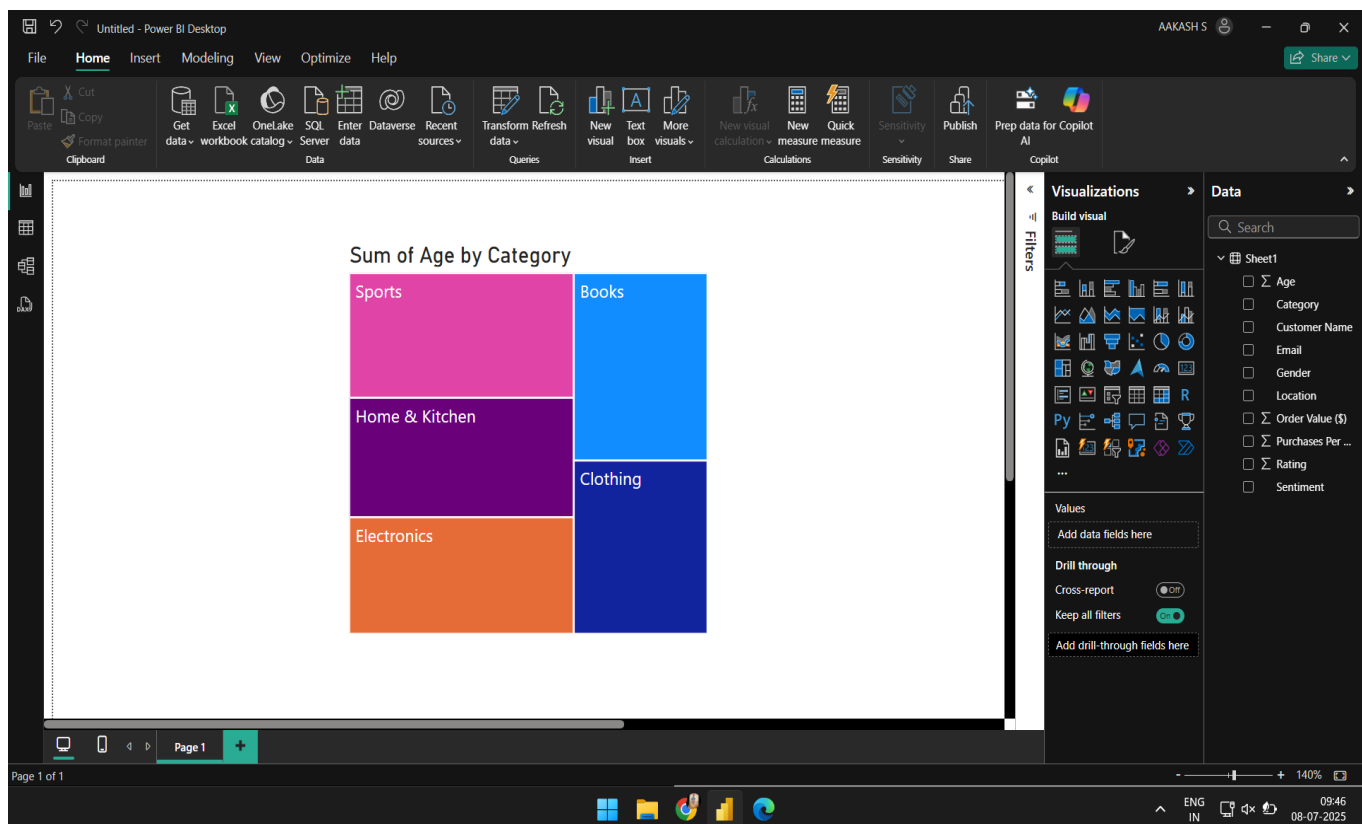 Untitled - Power BI Desktop
AAKASH S
File Home Insert Modeling View Optimize Help
Share
Paste
Cut
Copy
Format painter
Clipboard
Get data
Excel workbook
OneLake catalog
SQL Server
Enter data
Dataverse
Recent sources
Data
Transform data
Refresh
Queries
New visual
Text box
More visuals
Insert
New visual calculation
New measure
Quick measure
Calculations
Sensitivity
Sensitivity
Publish
Share
Prep data for AI
Copilot
Copilot
DAX
Sum of Age by Category
Sports
Home & Kitchen
Electronics
Books
Clothing
Filters
Visualizations
Build visual
123
R
Py
123
...
Values
Add data fields here
Drill through
Cross-report
Off
Keep all filters
On
Add drill-through fields here
Data
Search
Sheet1
Age
Category
Customer Name
Email
Gender
Location
Order Value ($)
Purchases Per ...
Rating
Sentiment
Page 1
+
Page 1 of 1
- + 140%
ENG
IN
09:46
08-07-2025